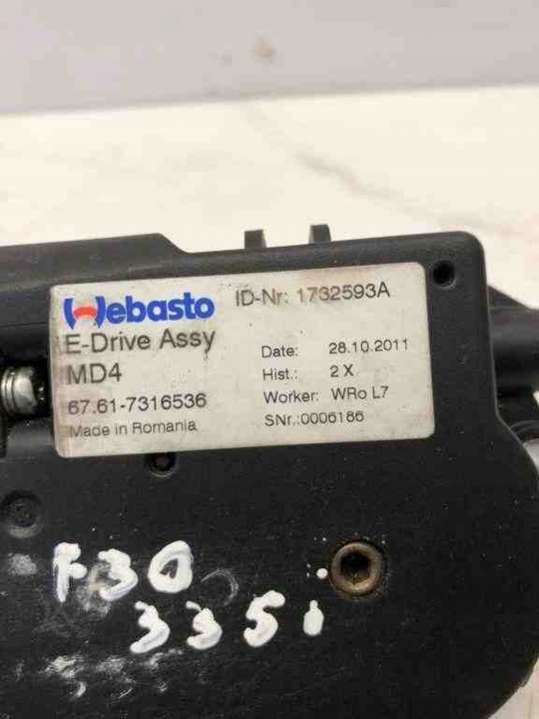 Webasto
ID-Nr: 1732593A
E-Drive Assy
MD4
67.61-7316536
Made in Romania
Date: 28.10.2011
Hist.: 2 X
Worker: WRo L7
SNr.:0006186
F30
335i